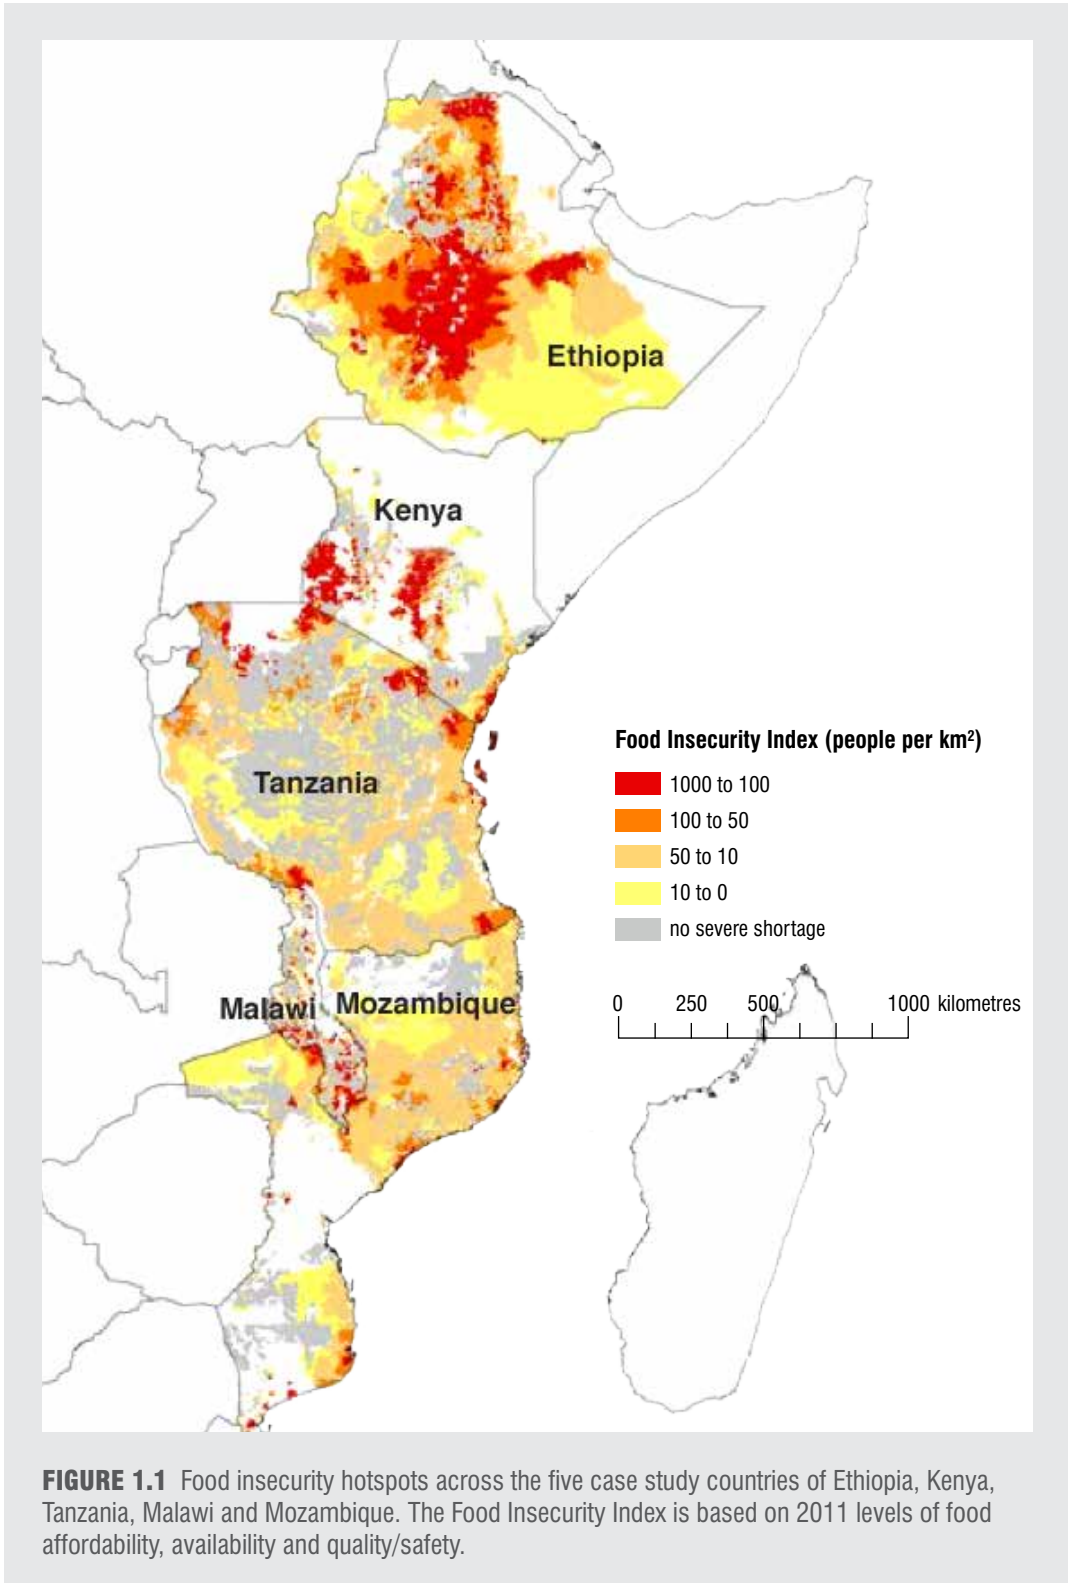 Ethiopia
Kenya
Tanzania
Malawi
Mozambique
Food Insecurity Index (people per km²)
1000 to 100
100 to 50
50 to 10
10 to 0
no severe shortage
0 250 500 1000 kilometres
FIGURE 1.1 Food insecurity hotspots across the five case study countries of Ethiopia, Kenya,
Tanzania, Malawi and Mozambique. The Food Insecurity Index is based on 2011 levels of food
affordability, availability and quality/safety.